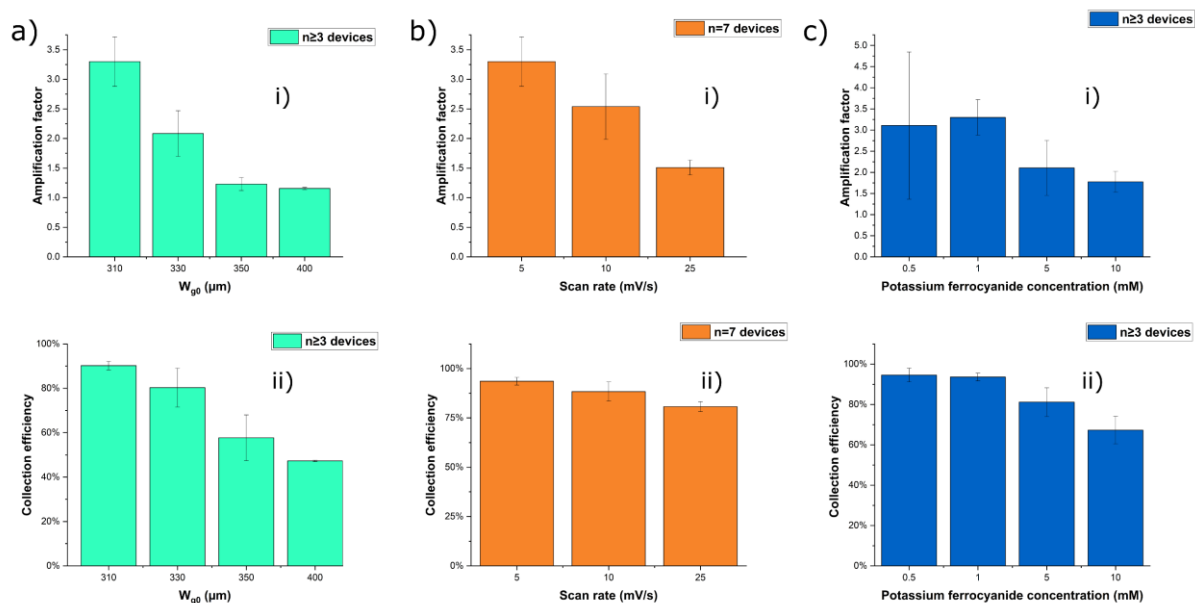 a)
n≥3 devices
i)
3.5
3.0
2.5
2.0
1.5
1.0
0.5
0.0
Amplification factor
310 330 350 400
W_g0 (µm)
b)
n=7 devices
i)
3.5
3.0
2.5
2.0
1.5
1.0
0.5
0.0
Amplification factor
5 10 25
Scan rate (mV/s)
c)
n≥3 devices
i)
5.0
4.5
4.0
3.5
3.0
2.5
2.0
1.5
1.0
0.5
0.0
Amplification factor
0.5 1 5 10
Potassium ferrocyanide concentration (mM)
n≥3 devices
ii)
100%
80%
60%
40%
20%
0%
Collection efficiency
310 330 350 400
W_g0 (µm)
n=7 devices
ii)
100%
75%
50%
25%
0%
Collection efficiency
5 10 25
Scan rate (mV/s)
n≥3 devices
ii)
100%
80%
60%
40%
20%
0%
Collection efficiency
0.5 1 5 10
Potassium ferrocyanide concentration (mM)